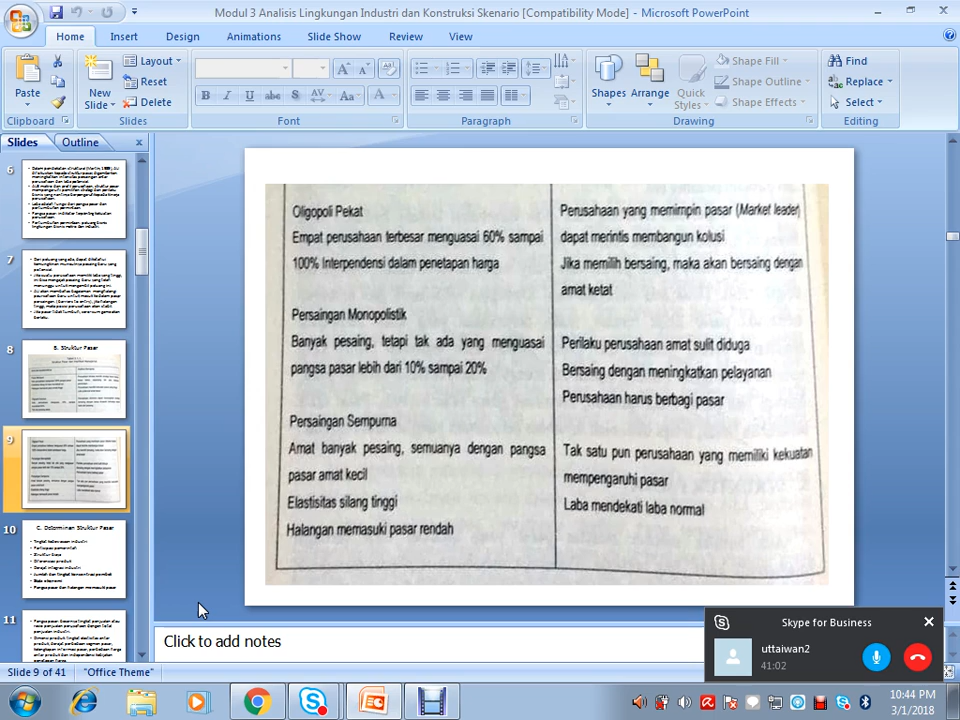 Modul 3 Analisis Lingkungan Industri dan Konstruksi Skenario [Compatibility Mode] - Microsoft PowerPoint
Home Insert Design Animations Slide Show Review View
Paste
New Slide
Layout
Reset
Delete
Shapes
Arrange
Quick Styles
Shape Fill
Shape Outline
Shape Effects
Find
Replace
Select
Clipboard Slides Font Paragraph Drawing Editing
Slides Outline
6
7
8
B. Struktur Pasar
9
10
C. Determinan Struktur Pasar
11
Oligopoli Pekat
Empat perusahaan terbesar menguasai 60% sampai
100% Interpendensi dalam penetapan harga
Persaingan Monopolistik
Banyak pesaing, tetapi tak ada yang menguasai
pangsa pasar lebih dari 10% sampai 20%
Persaingan Sempurna
Amat banyak pesaing, semuanya dengan pangsa
pasar amat kecil
Elastisitas silang tinggi
Halangan memasuki pasar rendah
Perusahaan yang memimpin pasar (Market leader)
dapat merintis membangun kolusi
Jika memilih bersaing, maka akan bersaing dengan
amat ketat
Perilaku perusahaan amat sulit diduga
Bersaing dengan meningkatkan pelayanan
Perusahaan harus berbagi pasar
Tak satu pun perusahaan yang memiliki kekuatan
mempengaruhi pasar
Laba mendekati laba normal
Click to add notes
Skype for Business
uttaiwan2
41:02
Slide 9 of 41 "Office Theme"
10:44 PM
3/1/2018